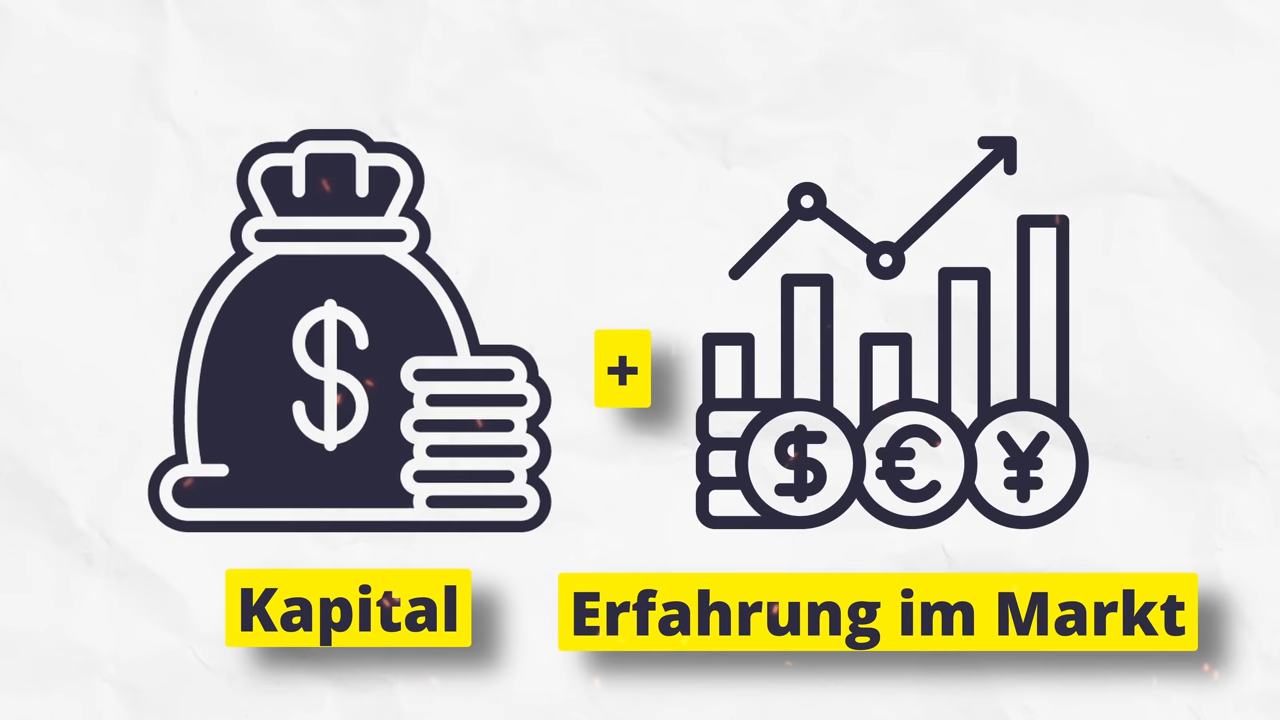 $
+
$ € ¥
Kapital
Erfahrung im Markt